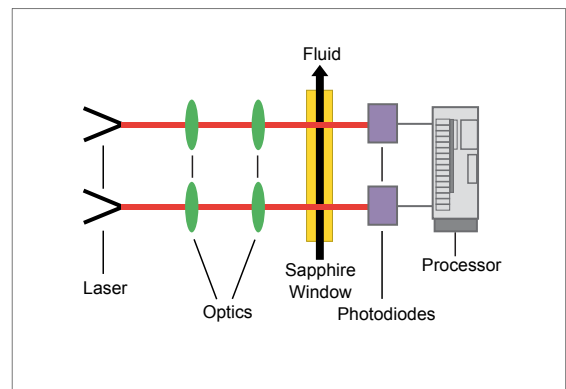 Fluid
Laser
Optics
Sapphire
Window
Photodiodes
Processor